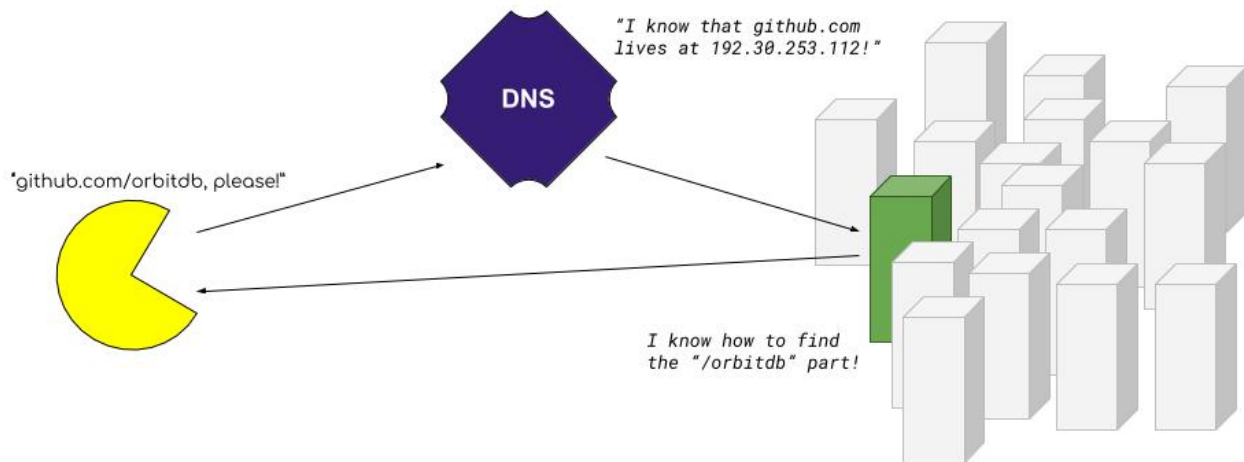 "I know that github.com
lives at 192.30.253.112!"
DNS
"github.com/orbitdb, please!"
I know how to find
the "/orbitdb" part!